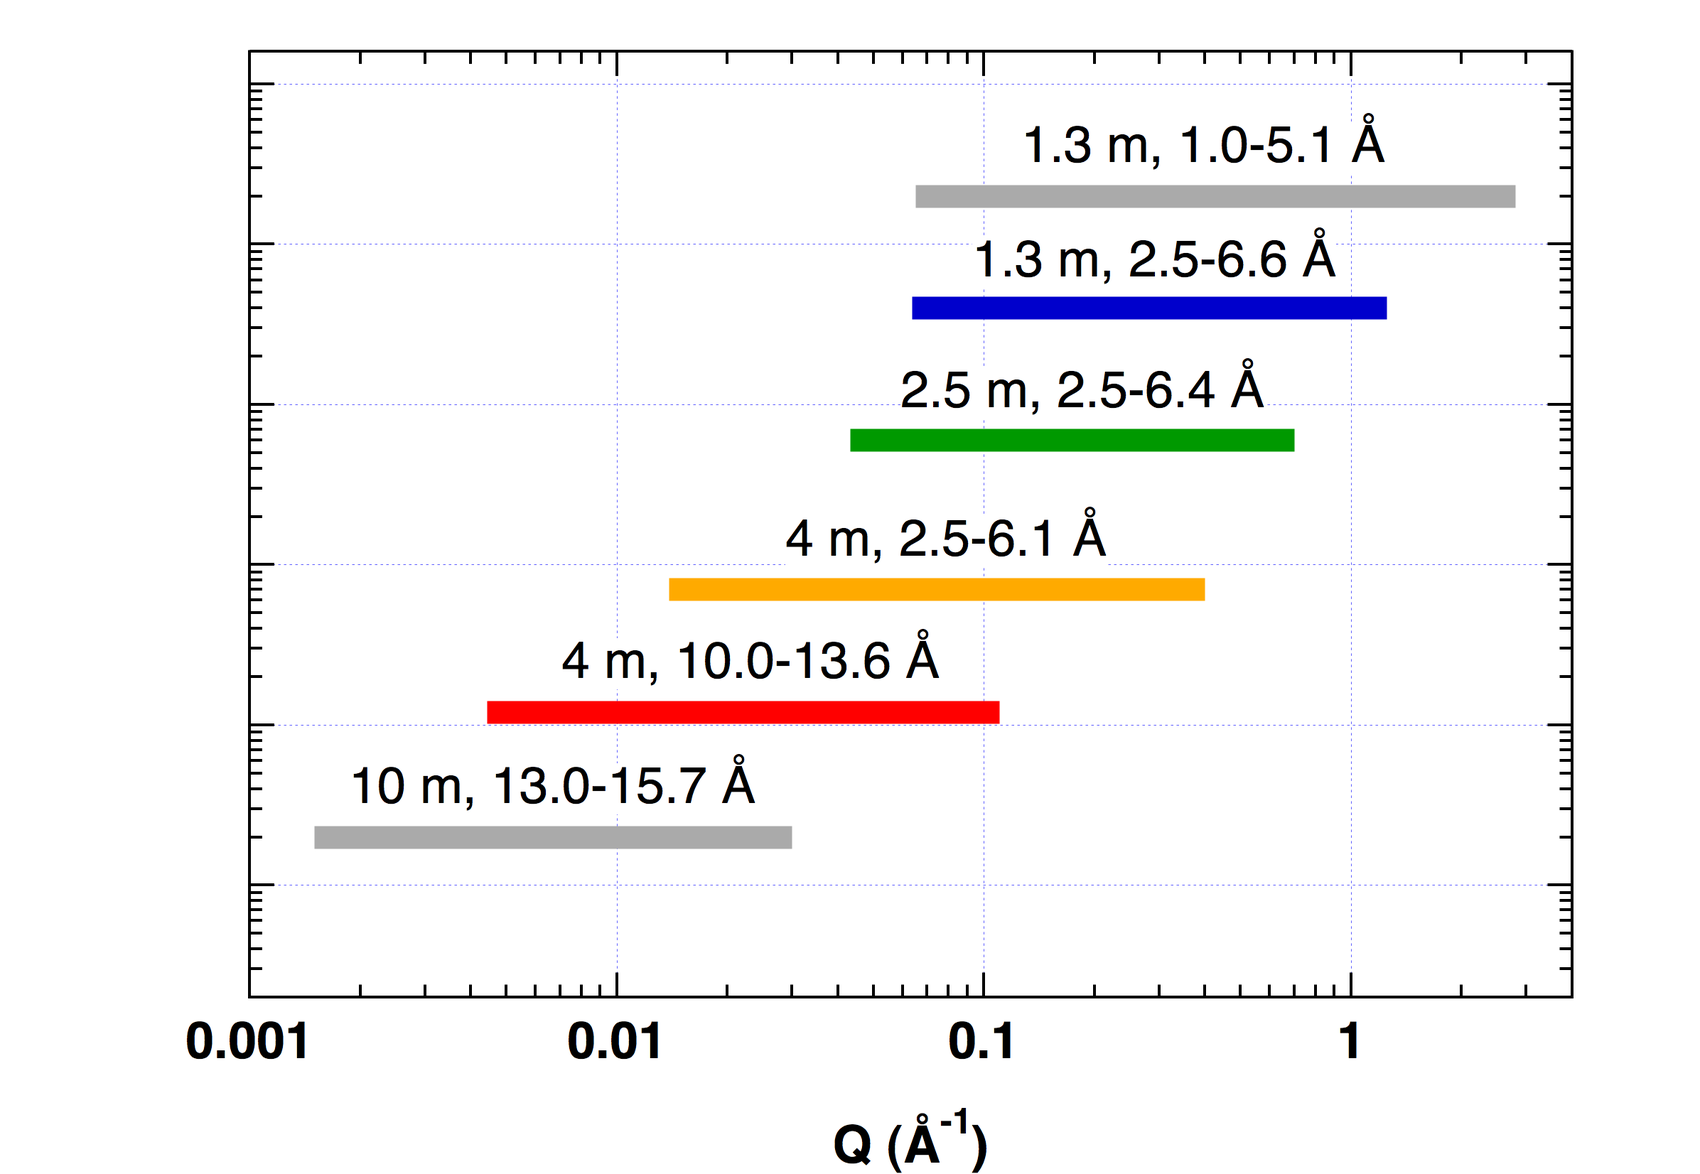 1.3 m, 1.0-5.1 Å
1.3 m, 2.5-6.6 Å
2.5 m, 2.5-6.4 Å
4 m, 2.5-6.1 Å
4 m, 10.0-13.6 Å
10 m, 13.0-15.7 Å
0.001 0.01 0.1 1
Q (Å⁻¹)